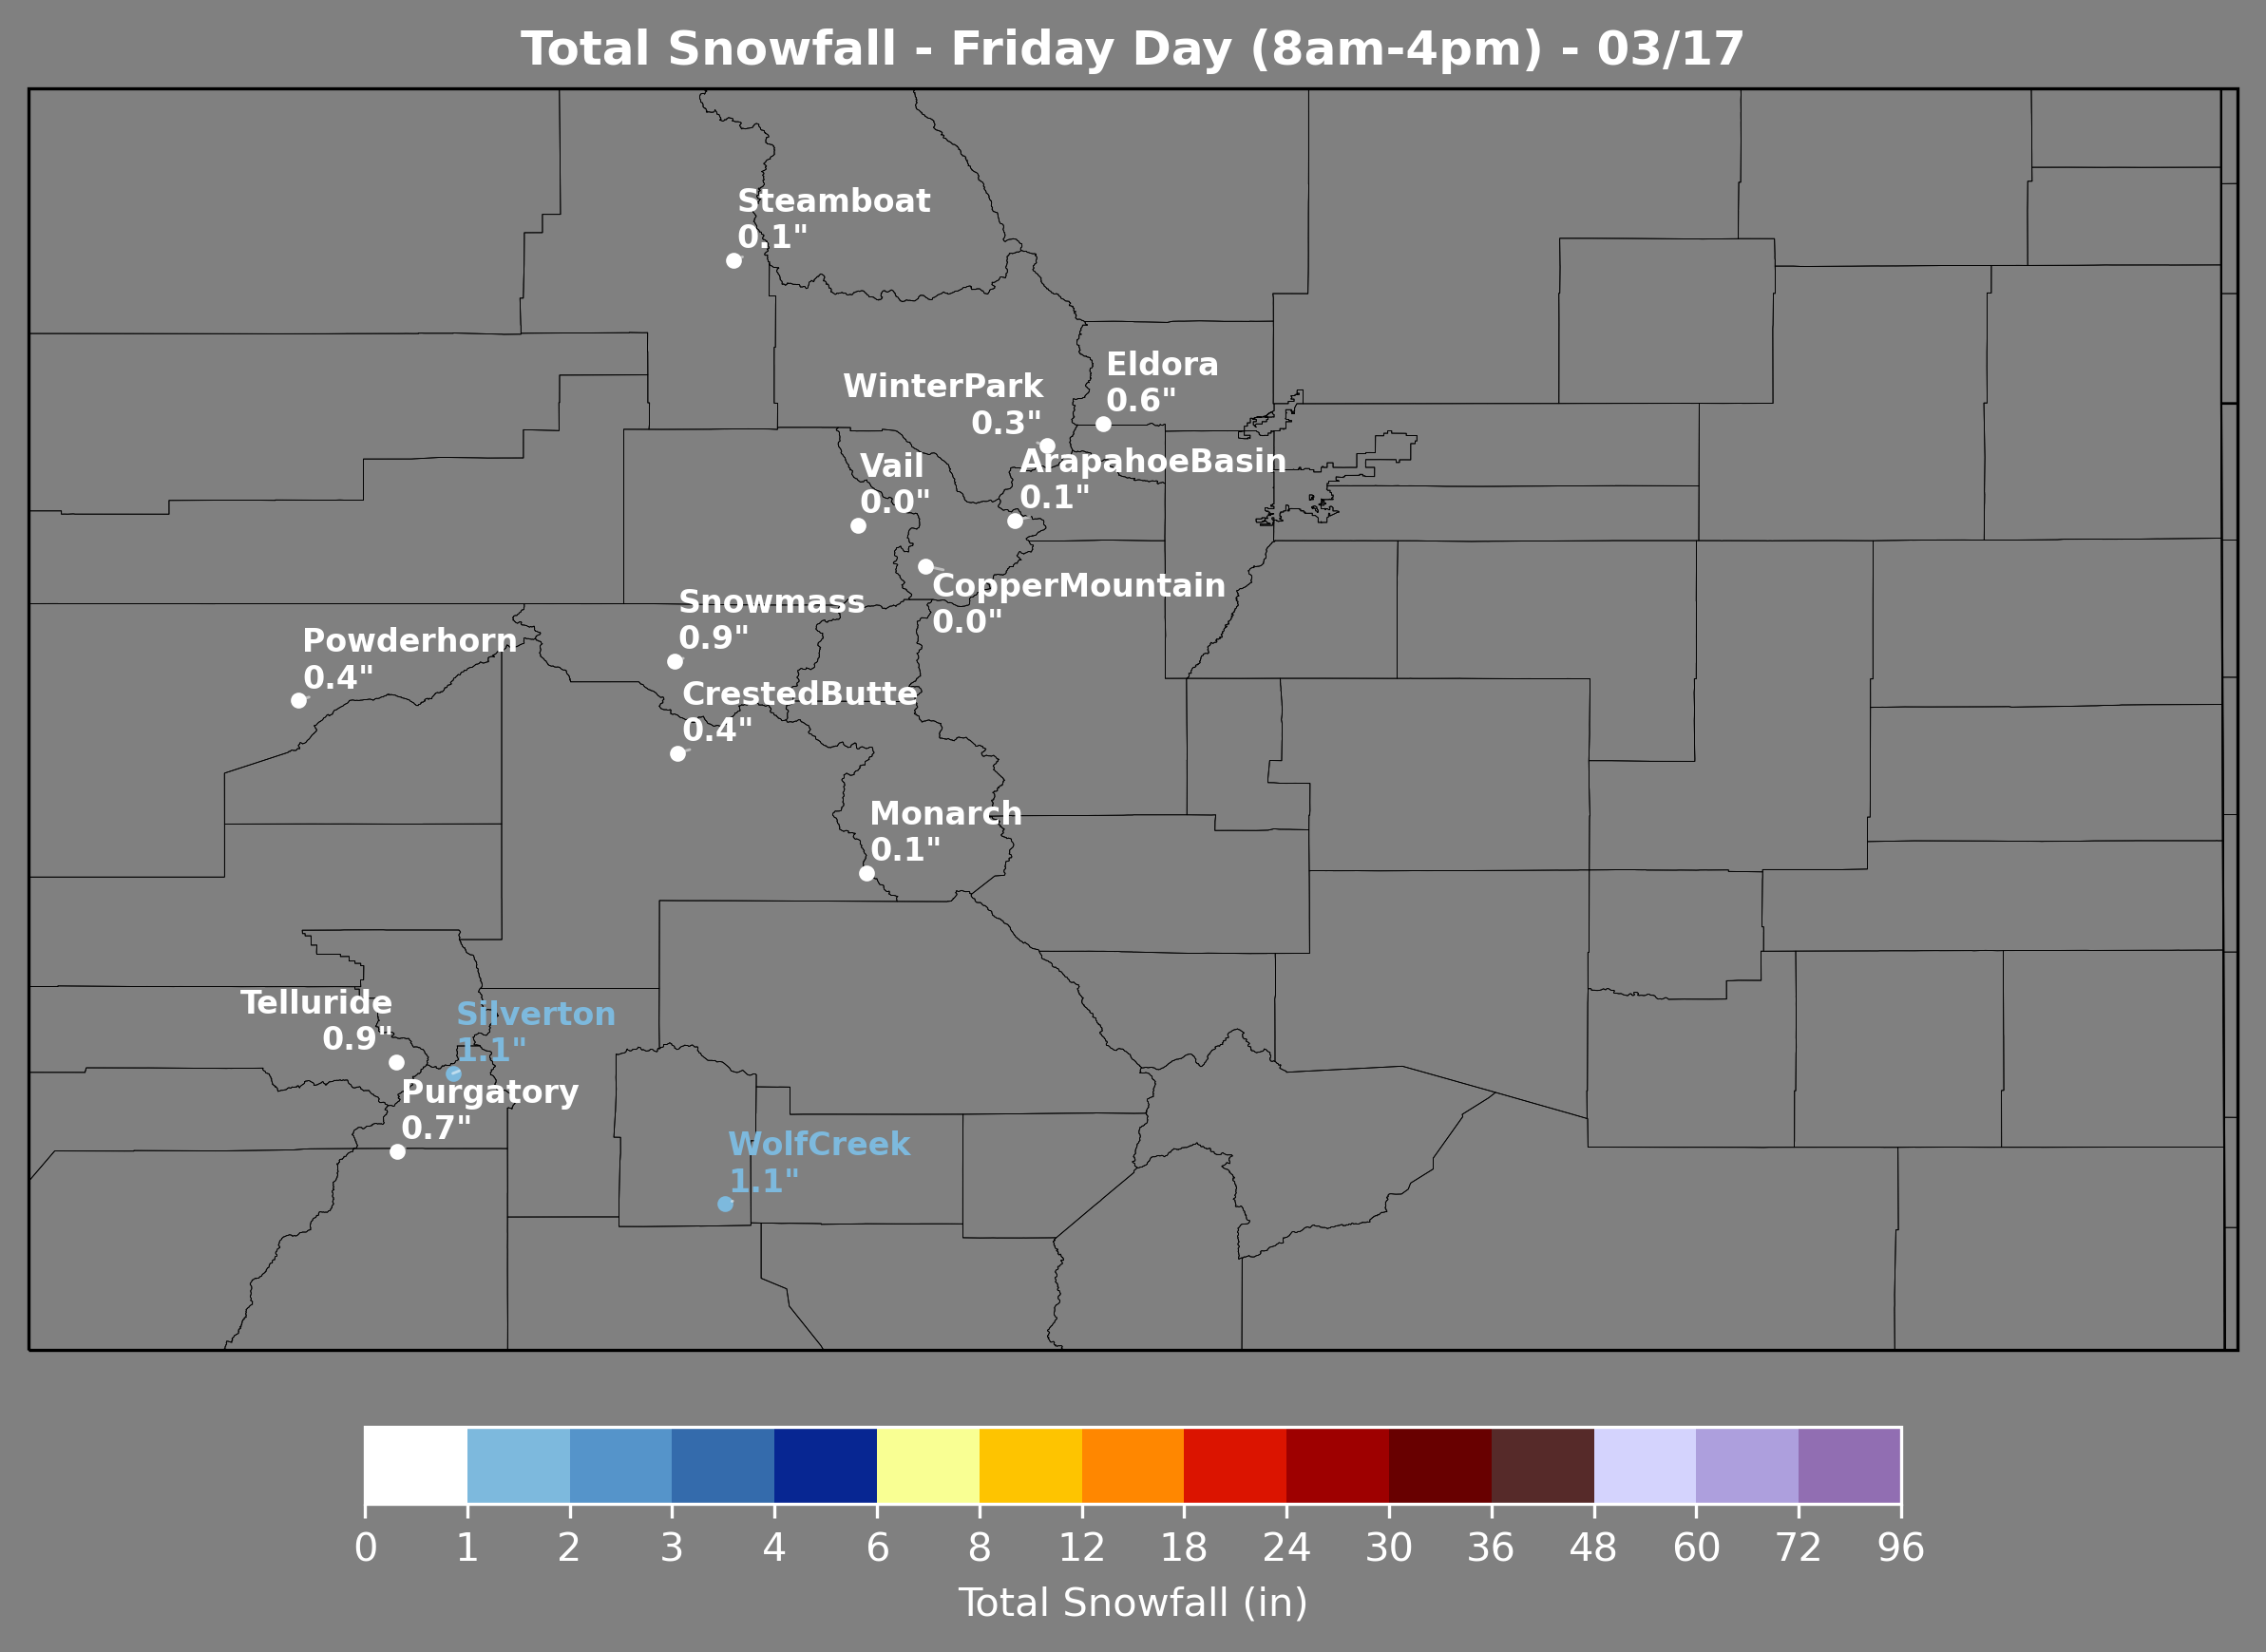 Total Snowfall - Friday Day (8am-4pm) - 03/17
Steamboat
0.1"
Eldora
0.6"
WinterPark
0.3"
ArapahoeBasin
0.1"
Vail
0.0"
CopperMountain
0.0"
Snowmass
0.9"
Powderhorn
0.4"
CrestedButte
0.4"
Monarch
0.1"
Telluride
0.9"
Silverton
1.1"
Purgatory
0.7"
WolfCreek
1.1"
0 1 2 3 4 6 8 12 18 24 30 36 48 60 72 96
Total Snowfall (in)